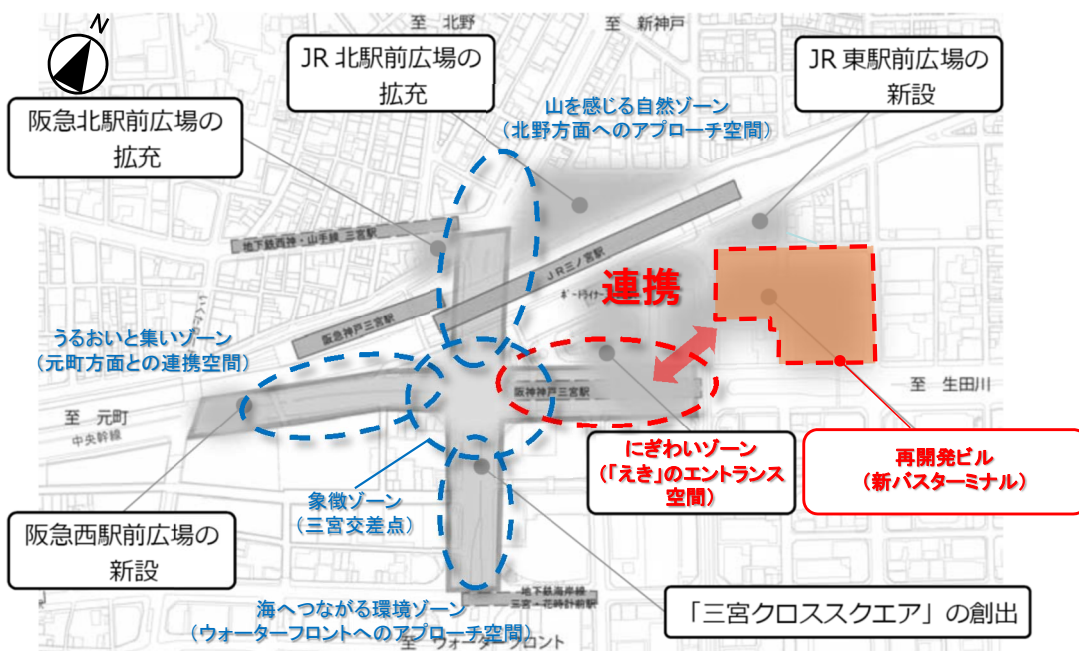 N
至 北野
至 新神戸
JR 北駅前広場の
拡充
JR 東駅前広場の
新設
阪急北駅前広場の
拡充
山を感じる自然ゾーン
(北野方面へのアプローチ空間)
地下鉄西神・山手線 三宮駅
JR三ノ宮駅
連携
阪急神戸三宮駅
うるおいと集いゾーン
(元町方面との連携空間)
阪神神戸三宮駅
至 生田川
至 元町
中央幹線
にぎわいゾーン
(「えき」のエントランス
空間)
再開発ビル
(新バスターミナル)
象徴ゾーン
(三宮交差点)
阪急西駅前広場の
新設
地下鉄海岸線
三宮・花時計前駅
海へつながる環境ゾーン
(ウォーターフロントへのアプローチ空間)
「三宮クロススクエア」の創出
至 ウォーターフロント